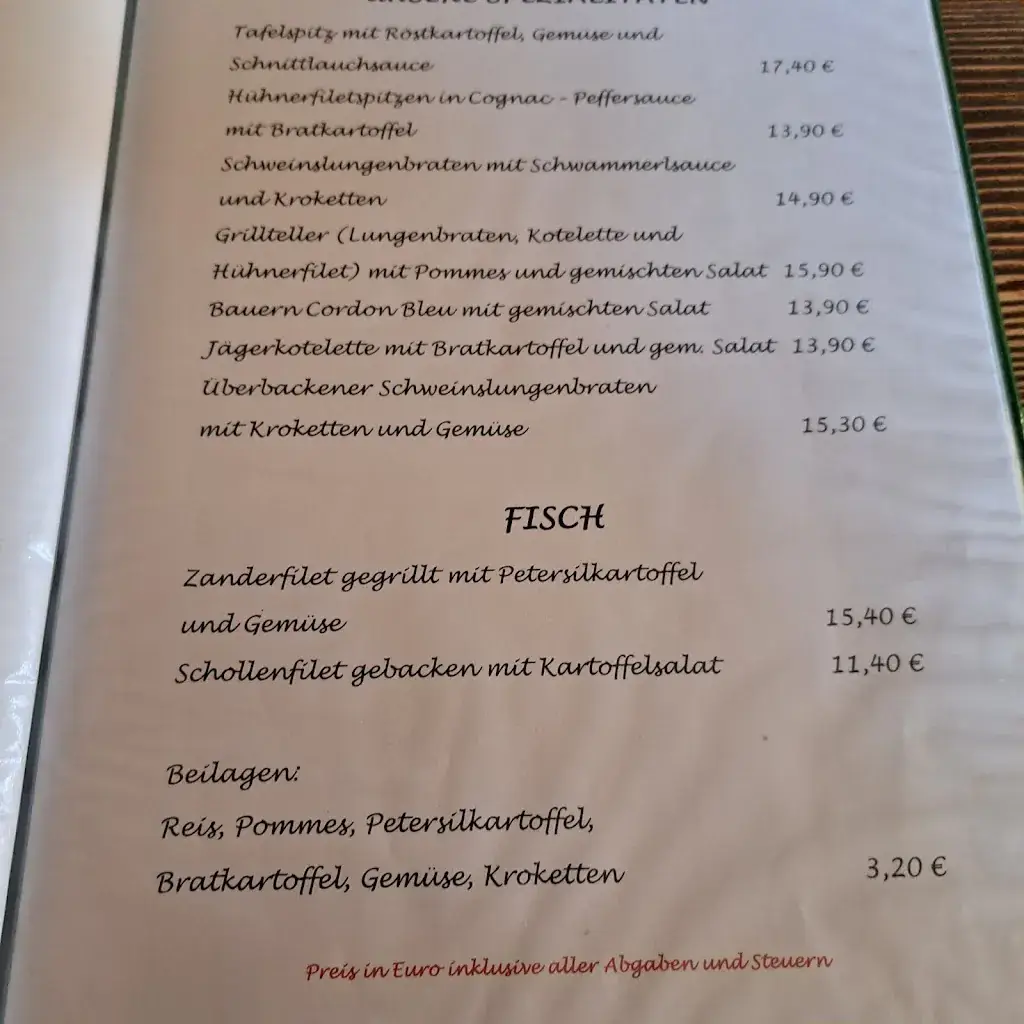 UNSERE SPEZIALITÄTEN
Tafelspitz mit Röstkartoffel, Gemüse und
Schnittlauchsauce 17,40 €
Hühnerfiletspitzen in Cognac - Peffersauce
mit Bratkartoffel 13,90 €
Schweinslungenbraten mit Schwammerlsauce
und Kroketten 14,90 €
Grillteller (Lungenbraten, Kotelette und
Hühnerfilet) mit Pommes und gemischten Salat 15,90 €
Bauern Cordon Bleu mit gemischten Salat 13,90 €
Jägerkotelette mit Bratkartoffel und gem. Salat 13,90 €
Überbackener Schweinslungenbraten
mit Kroketten und Gemüse 15,30 €
FISCH
Zanderfilet gegrillt mit Petersilkartoffel
und Gemüse 15,40 €
Schollenfilet gebacken mit Kartoffelsalat 11,40 €
Beilagen:
Reis, Pommes, Petersilkartoffel,
Bratkartoffel, Gemüse, Kroketten 3,20 €
Preis in Euro inklusive aller Abgaben und Steuern